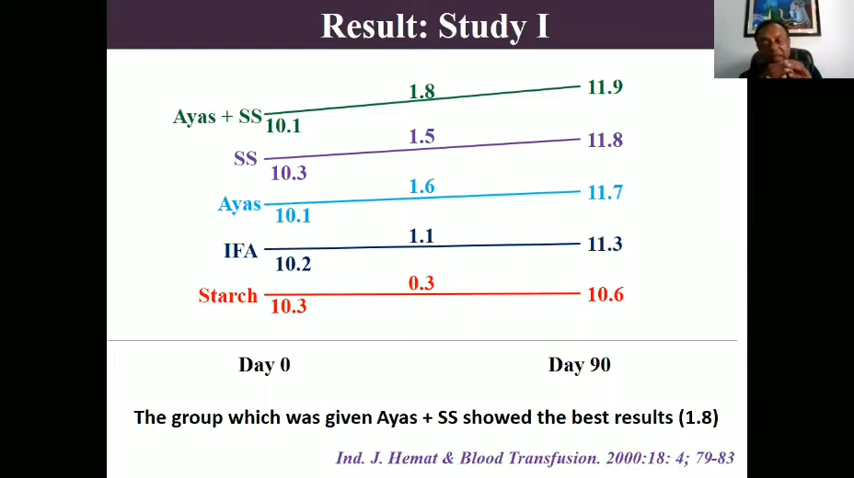 Result: Study I
Ayas + SS 10.1 1.8 11.9
SS 10.3 1.5 11.8
Ayas 10.1 1.6 11.7
IFA 10.2 1.1 11.3
Starch 10.3 0.3 10.6
Day 0 Day 90
The group which was given Ayas + SS showed the best results (1.8)
Ind. J. Hemat & Blood Transfusion. 2000:18: 4; 79-83